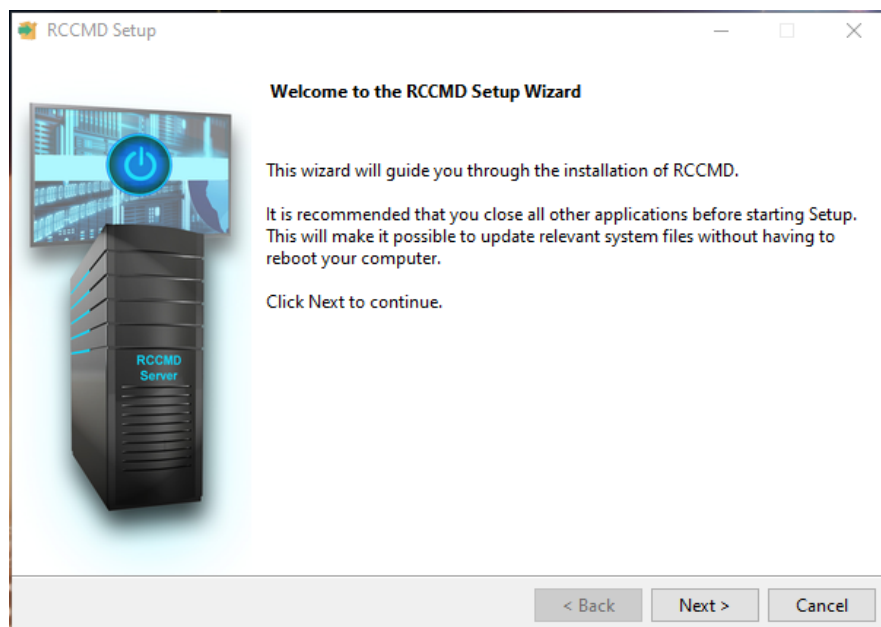 RCCMD Setup
Welcome to the RCCMD Setup Wizard
This wizard will guide you through the installation of RCCMD.
It is recommended that you close all other applications before starting Setup.
This will make it possible to update relevant system files without having to
reboot your computer.
Click Next to continue.
RCCMD
Server
< Back
Next >
Cancel